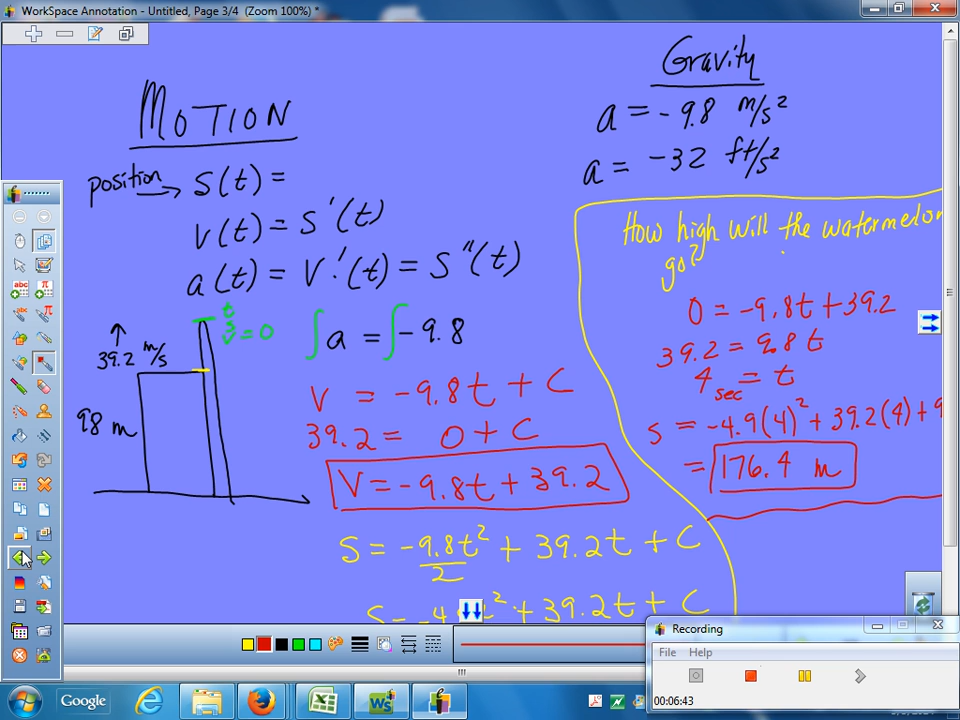 WorkSpace Annotation - Untitled, Page 3/4 (Zoom 100%) *
Gravity
a = -9.8 m/s²
a = -32 ft/s²
MOTION
position → s(t) =
v(t) = s'(t)
a(t) = v'(t) = s''(t)
How high will the watermelon
go?
0 = -9.8t + 39.2
39.2 = 9.8t
4 sec = t
s = -4.9(4)² + 39.2(4) + 9
= 176.4 m
v = 0
↑
39.2 m/s
98 m
∫a = ∫-9.8
v = -9.8t + C
39.2 = 0 + C
V = -9.8t + 39.2
S = -9.8t²/2 + 39.2t + C
t² + 39.2t + C
Recording
File Help
00:06:43
Google